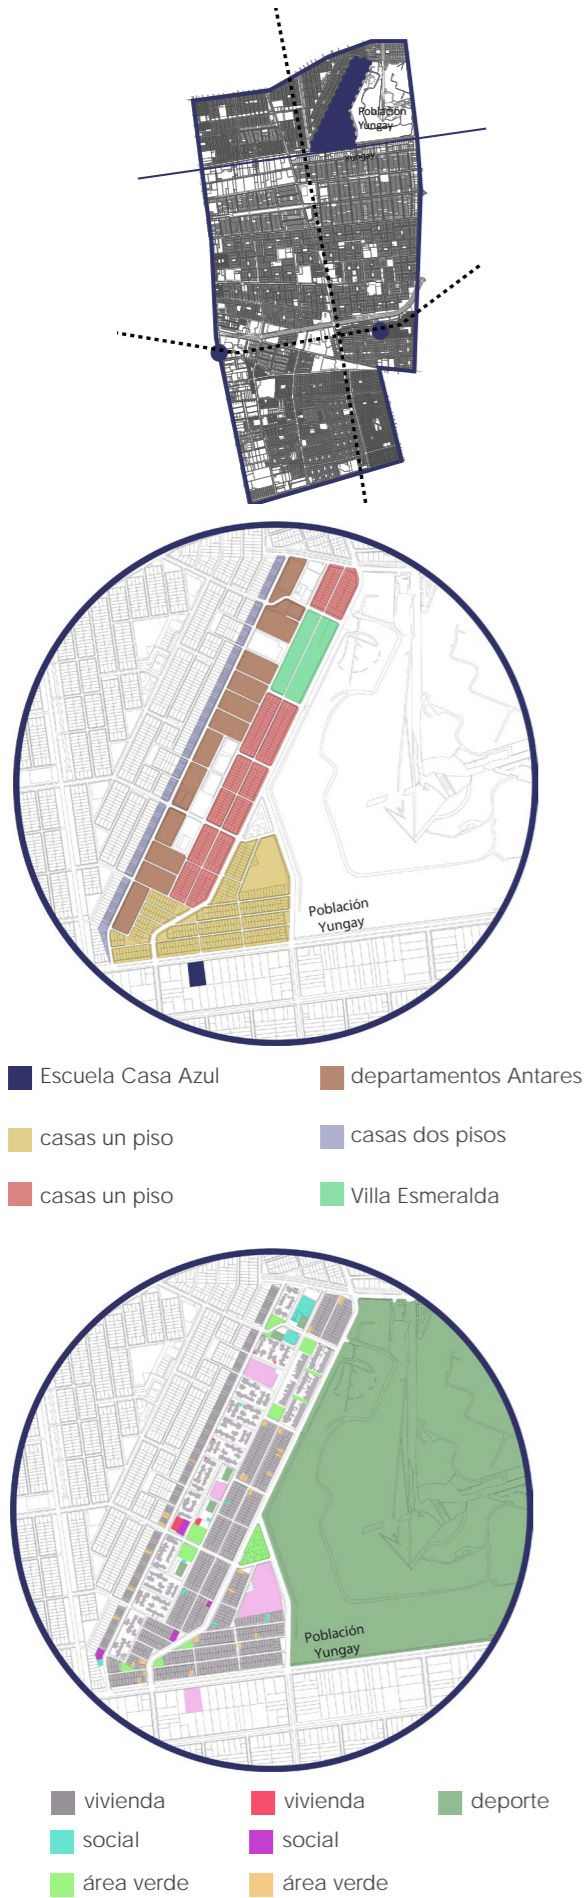 Población
Yungay
Yungay
Población
Yungay
Escuela Casa Azul
departamentos Antares
casas un piso
casas dos pisos
casas un piso
Villa Esmeralda
Población
Yungay
vivienda
vivienda
deporte
social
social
área verde
área verde